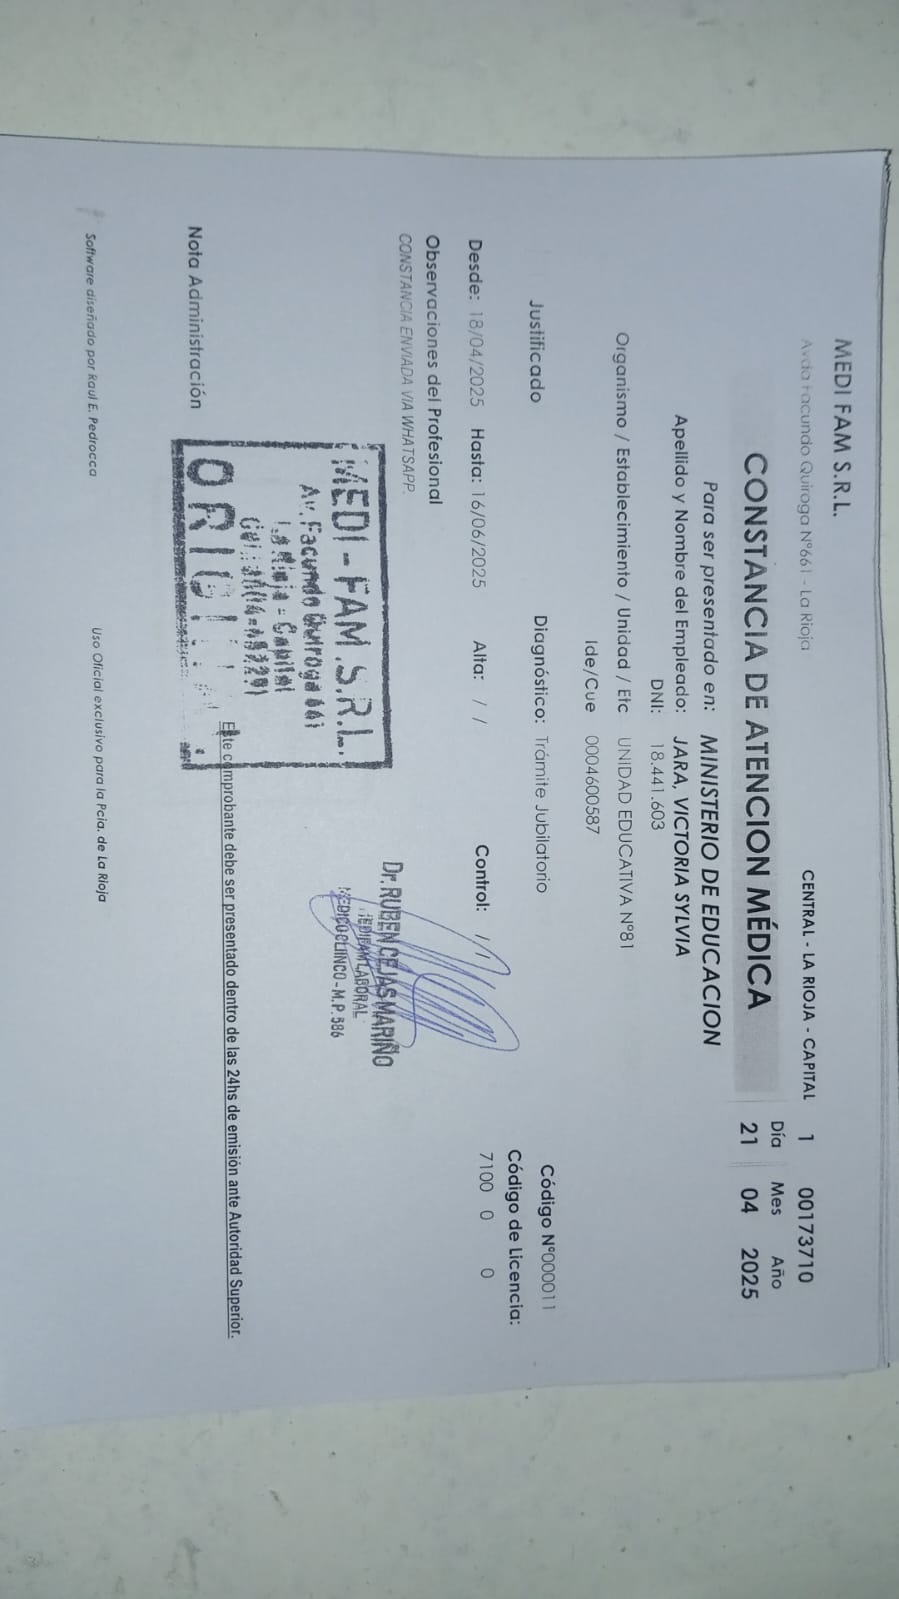 MEDI FAM S.R.L.
Avda Facundo Quiroga Nº661 - La Rioja
CENTRAL - LA RIOJA - CAPITAL 1 00173710
Día Mes Año
CONSTANCIA DE ATENCION MÉDICA 21 04 2025
Para ser presentado en: MINISTERIO DE EDUCACION
Apellido y Nombre del Empleado: JARA, VICTORIA SYLVIA
DNI: 18.441.603
Organismo / Establecimiento / Unidad / Etc UNIDAD EDUCATIVA Nº81
Ide/Cue 0004600587
Justificado Diagnóstico: Trámite Jubilatorio Código Nº000011
Código de Licencia:
Desde: 18/04/2025 Hasta: 16/06/2025 Alta: / / Control: / / 7100 0 0
Observaciones del Profesional
CONSTANCIA ENVIADA VIA WHATSAPP.
MEDI-FAM.S.R.L.
Av. Facundo Quiroga 661
La Rioja - Capital
Dr. RUBEN CEJAS MARIÑO
MEDIFAM LABORAL
MEDICO CLINICO - M.P. 586
Este comprobante debe ser presentado dentro de las 24hs de emisión ante Autoridad Superior.
Nota Administración
Software diseñado por Raul E. Pedrocca Uso Oficial exclusivo para la Pcia. de La Rioja